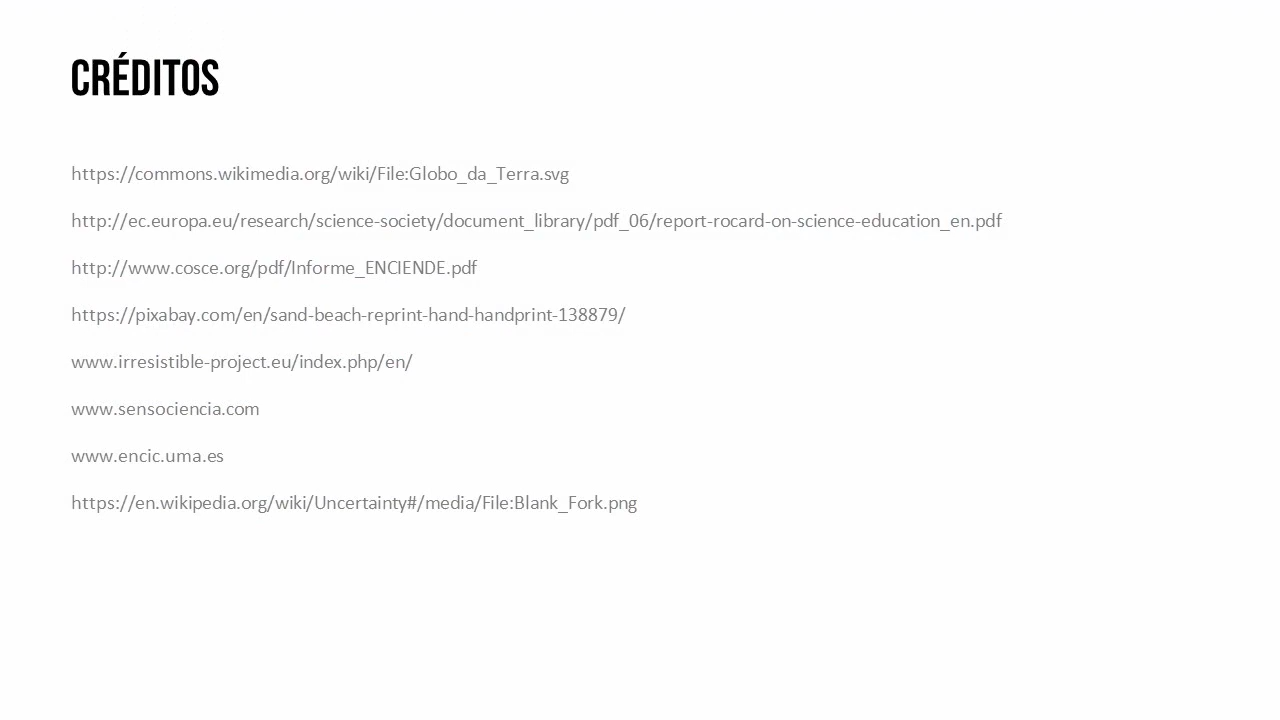 CRÉDITOS
https://commons.wikimedia.org/wiki/File:Globo_da_Terra.svg
http://ec.europa.eu/research/science-society/document_library/pdf_06/report-rocard-on-science-education_en.pdf
http://www.cosce.org/pdf/Informe_ENCIENDE.pdf
https://pixabay.com/en/sand-beach-reprint-hand-handprint-138879/
www.irresistible-project.eu/index.php/en/
www.sensociencia.com
www.encic.uma.es
https://en.wikipedia.org/wiki/Uncertainty#/media/File:Blank_Fork.png